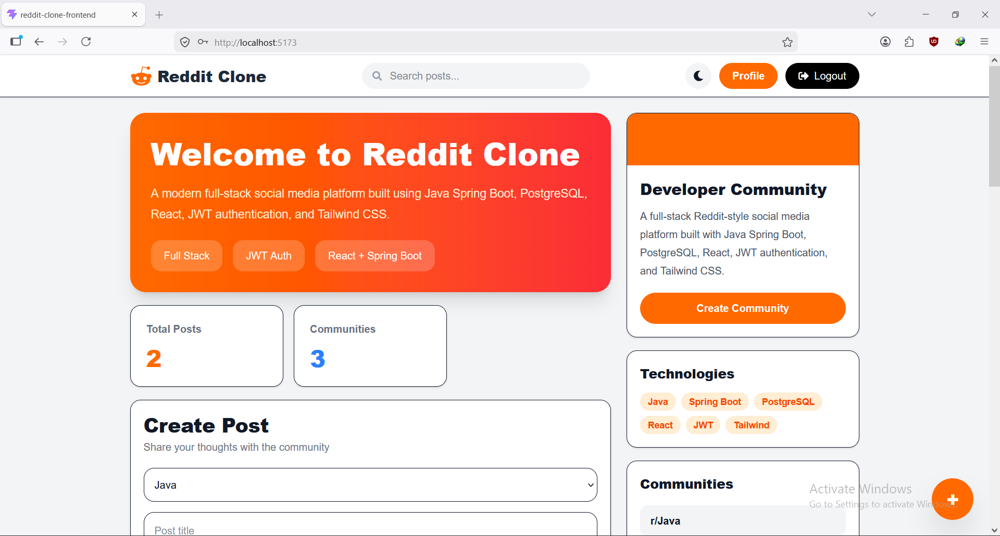 reddit-clone-frontend
http://localhost:5173
Reddit Clone
Search posts...
Profile
Logout
Welcome to Reddit Clone
A modern full-stack social media platform built using Java Spring Boot, PostgreSQL,
React, JWT authentication, and Tailwind CSS.
Full Stack
JWT Auth
React + Spring Boot
Total Posts
2
Communities
3
Create Post
Share your thoughts with the community
Java
Post title
Developer Community
A full-stack Reddit-style social media
platform built with Java Spring Boot,
PostgreSQL, React, JWT authentication,
and Tailwind CSS.
Create Community
Technologies
Java
Spring Boot
PostgreSQL
React
JWT
Tailwind
Communities
r/Java
Activate Windows
Go to Settings to activate Windows.
+